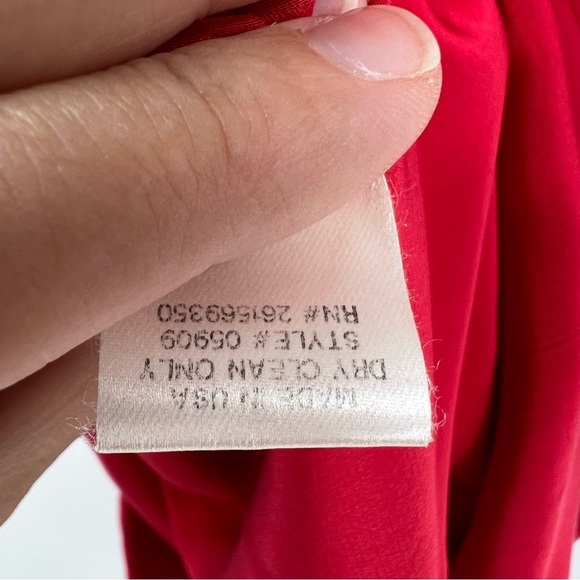 RN# 261569350
STYLE# 05909
DRY CLEAN ONLY
MADE IN USA